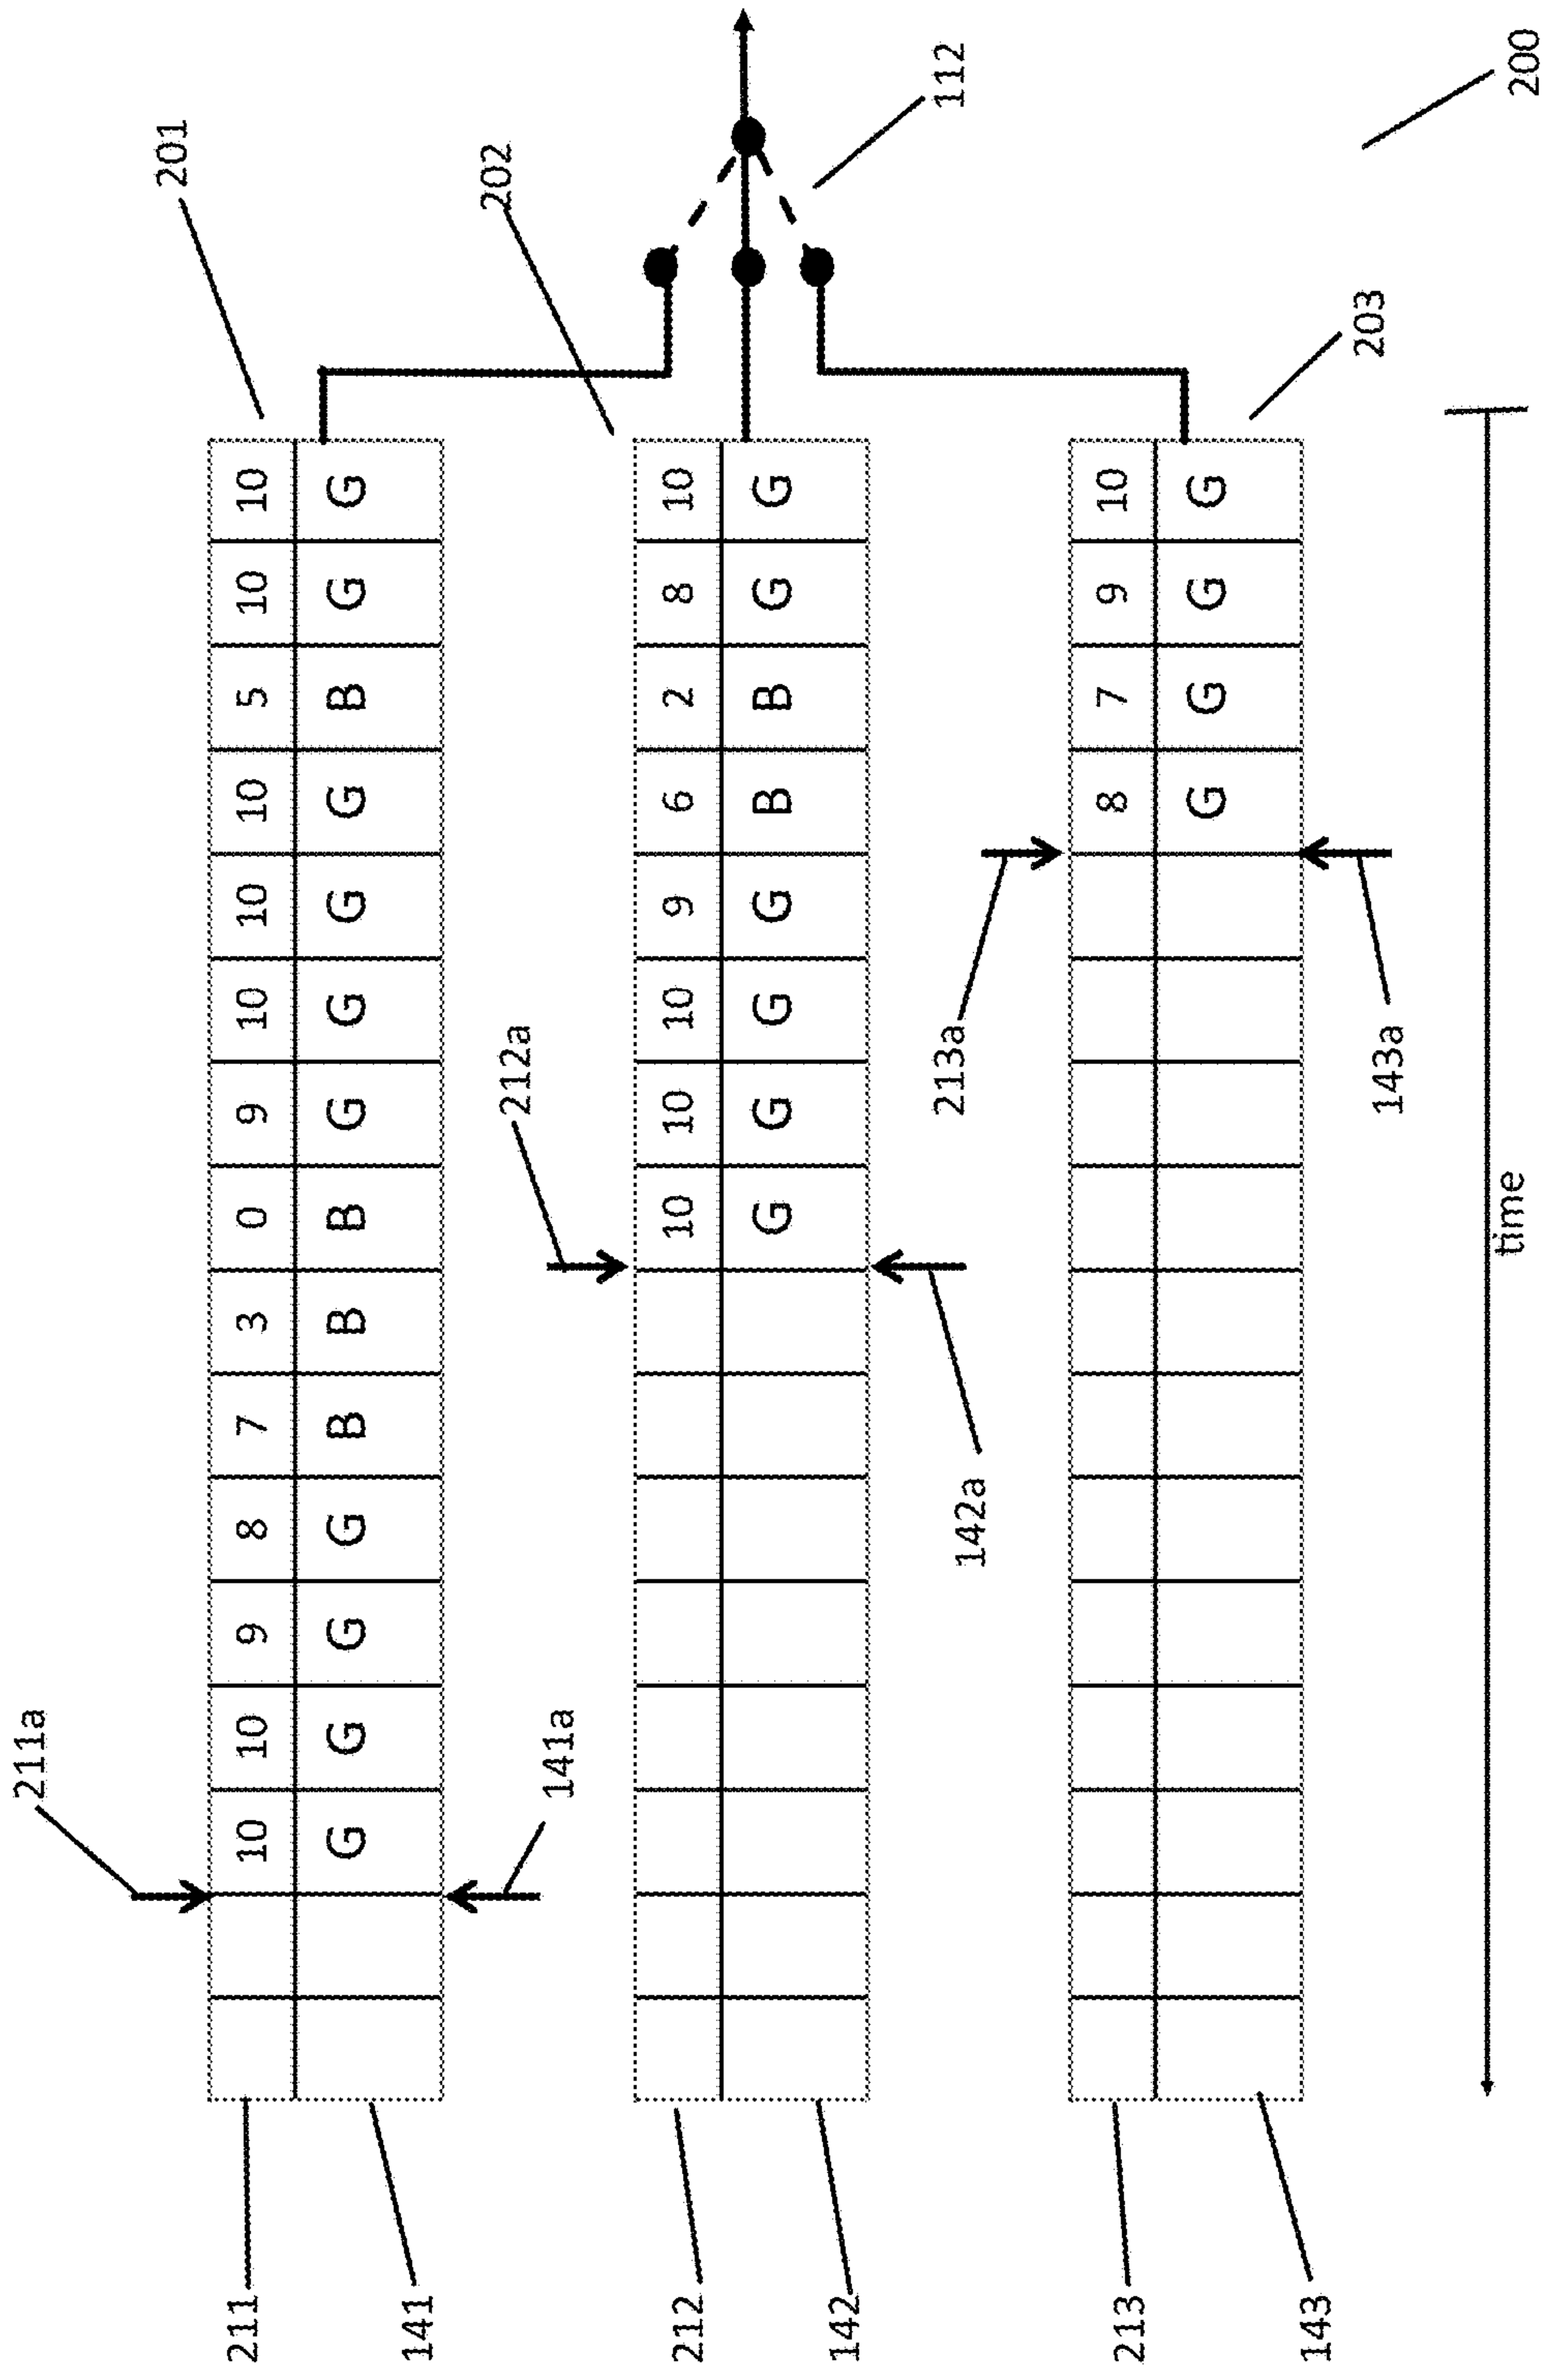 211a
201
211 10 10 9 8 7 3 0 9 10 10 10 5 10 10
G G G G B B B G G G G B G G
141
141a 212a 202
212 10 10 10 9 6 2 8 10
G G G G B B G G
142
142a 213a 112
213 8 7 9 10
G G G G
143
143a 203
time
200